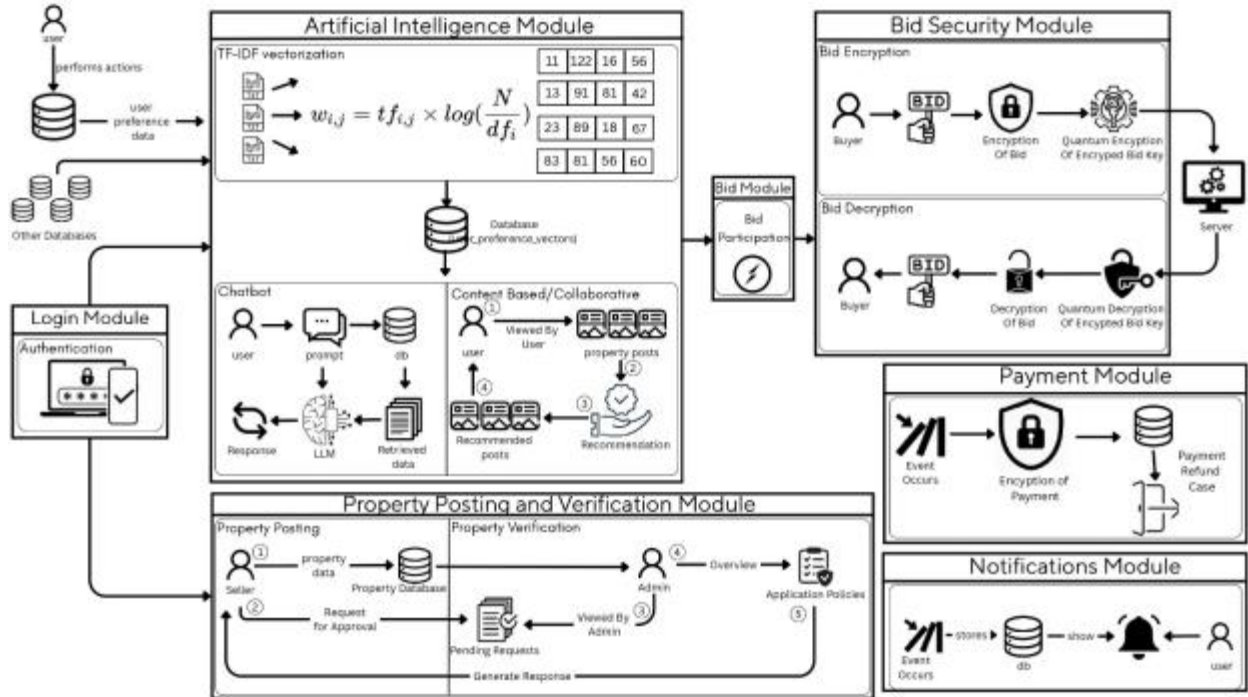 user
performs actions
user
preference
data
Other Databases
Login Module
Authentication
Artificial Intelligence Module
TF-IDF vectorization
TXT
TXT
TXT
w_{i,j} = tf_{i,j} × log(N/df_i)
11 122 16 56
13 91 81 42
23 89 18 67
83 81 56 60
Database
_preference_vectors)
Chatbot
user
prompt
db
Response
LLM
Retrieved
data
Content Based/Collaborative
①
user
Viewed By
User
property posts
②
③
④
Recommended
posts
Recommendation
Bid Module
Bid
Participation
Bid Security Module
Bid Encryption
Buyer
BID
Encryption
Of Bid
Quantum Encyption
Of Encryped Bid Key
Server
Bid Decryption
Buyer
BID
Decryption
Of Bid
Quantum Decryption
Of Encypted Bid Key
Property Posting and Verification Module
Property Posting
①
Seller
property
data
Property Database
②
Request
for Approval
Property Verification
Admin
④
Overview
Application Policies
③
Viewed By
Admin
Pending Requests
⑤
Generate Response
Payment Module
Event
Occurs
Encyption of
Payment
Payment
Refund
Case
Notifications Module
Event
Occurs
stores
db
show
user